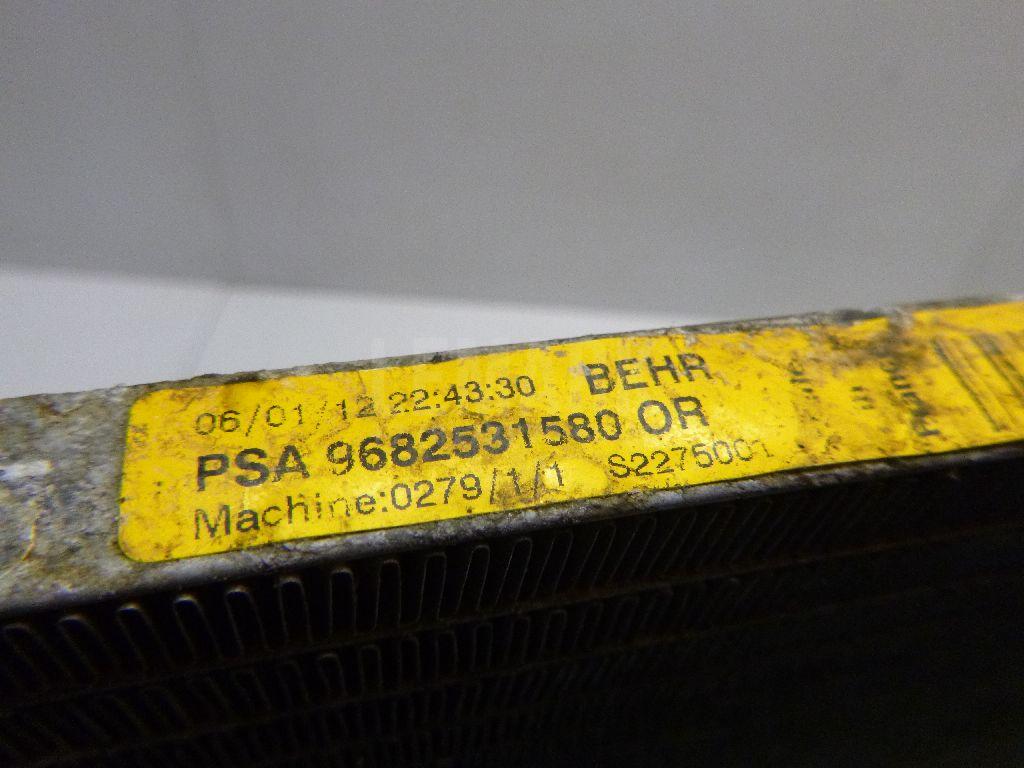 06/01/12 22:43:30 BEHR
PSA 9682531580 OR
Machine:0279/1/1 S2275001